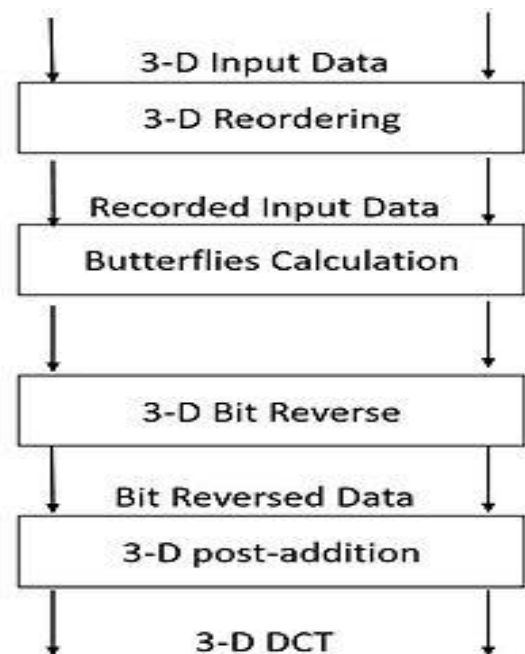 3-D Input Data
3-D Reordering
Recorded Input Data
Butterflies Calculation
3-D Bit Reverse
Bit Reversed Data
3-D post-addition
3-D DCT